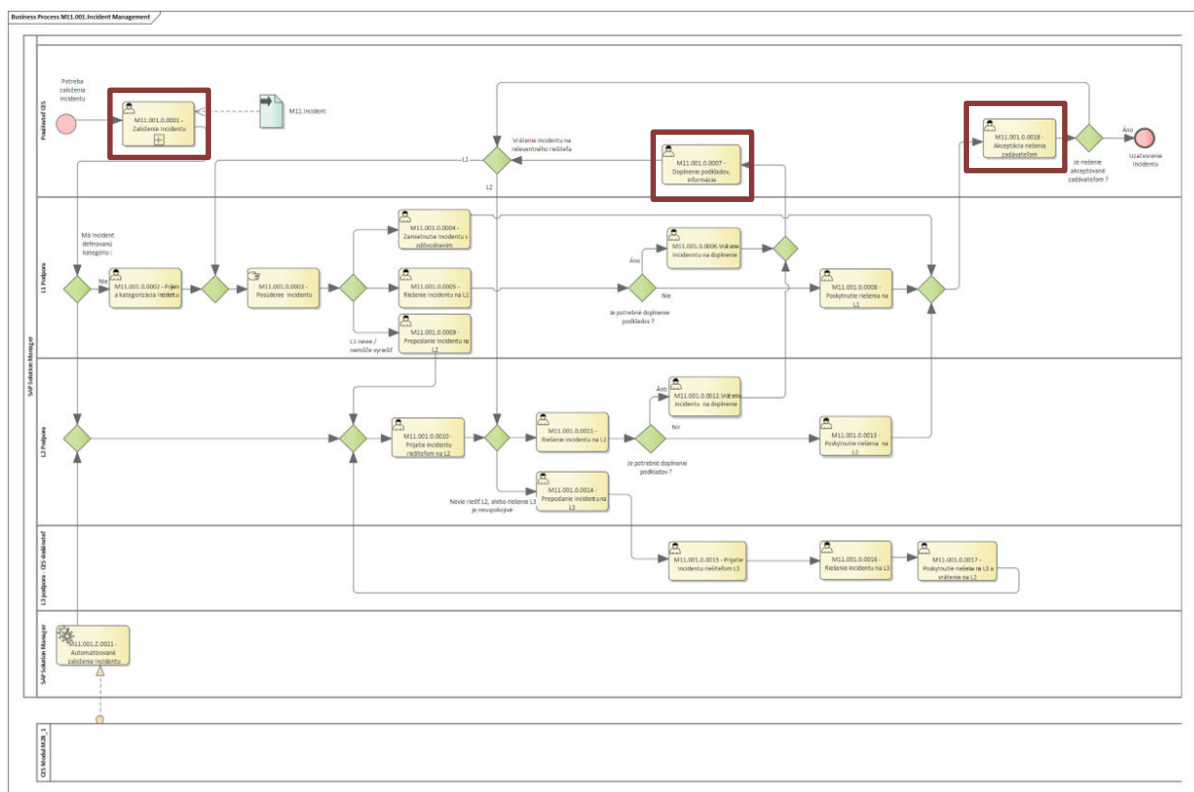 Business Process M11.001.Incident Management
SAP Solution Manager
Používateľ CES
Potreba
založenia
incidentu
M11.001.0.0001 -
Založenie incidentu
M11.Incident
L1
Vrátenie incidentu na
releventného riešiteľa
L2
M11.001.0.0007 -
Doplnenie podkladov,
informácie
M11.001.0.0018 -
Akceptácia riešenia
zadávateľom
Áno
Je riešenie
akceptované
zadávateľom ?
Uzatvorenie
incidentu
L1 Podpora
Má incident
definovanú
kategóriu :
Nie
M11.001.0.0002 - Príjem
a kategorizácia incidentu
M11.001.0.0003 -
Posúdenie incidentu
M11.001.0.0004 -
Zamietnutie incidentu s
odôvodnením
M11.001.0.0005 -
Riešenie incidentu na L1
L1 nevie /
nemôže vyriešiť
M11.001.0.0009 -
Preposlanie incidentu na
L2
Áno
M11.001.0.0006.Vrátenie
incidentu na doplnenie
Nie
Je potrebné doplnenie
podkladov ?
M11.001.0.0008 -
Poskytnutie riešenia na
L1
L2 Podpora
M11.001.0.0010 -
Prijatie incidentu
riešiteľom na L2
M11.001.0.0011 -
Riešenie incidentu na L2
Áno
M11.001.0.0012.Vrátenie
incidentu na doplnenie
Je potrebné doplnenie
podkladov ?
M11.001.0.0013 -
Poskytnutie riešenia na
L2
Nevie riešiť L2, alebo riešenie L3
je neuspokojivé
M11.001.0.0014 -
Preposlanie incidentu na
L3
L3 podpora - CES dodávateľ
M11.001.0.0015 - Prijatie
incidentu riešiteľom L3
M11.001.0.0016 -
Riešenie incidentu na L3
M11.001.0.0017 -
Poskytnutie riešenia na L3 a
vrátenie na L2
SAP Solution Manager
M11.001.Z.0021 -
Automatizované
založenie incidentu
CES Modul M28_1